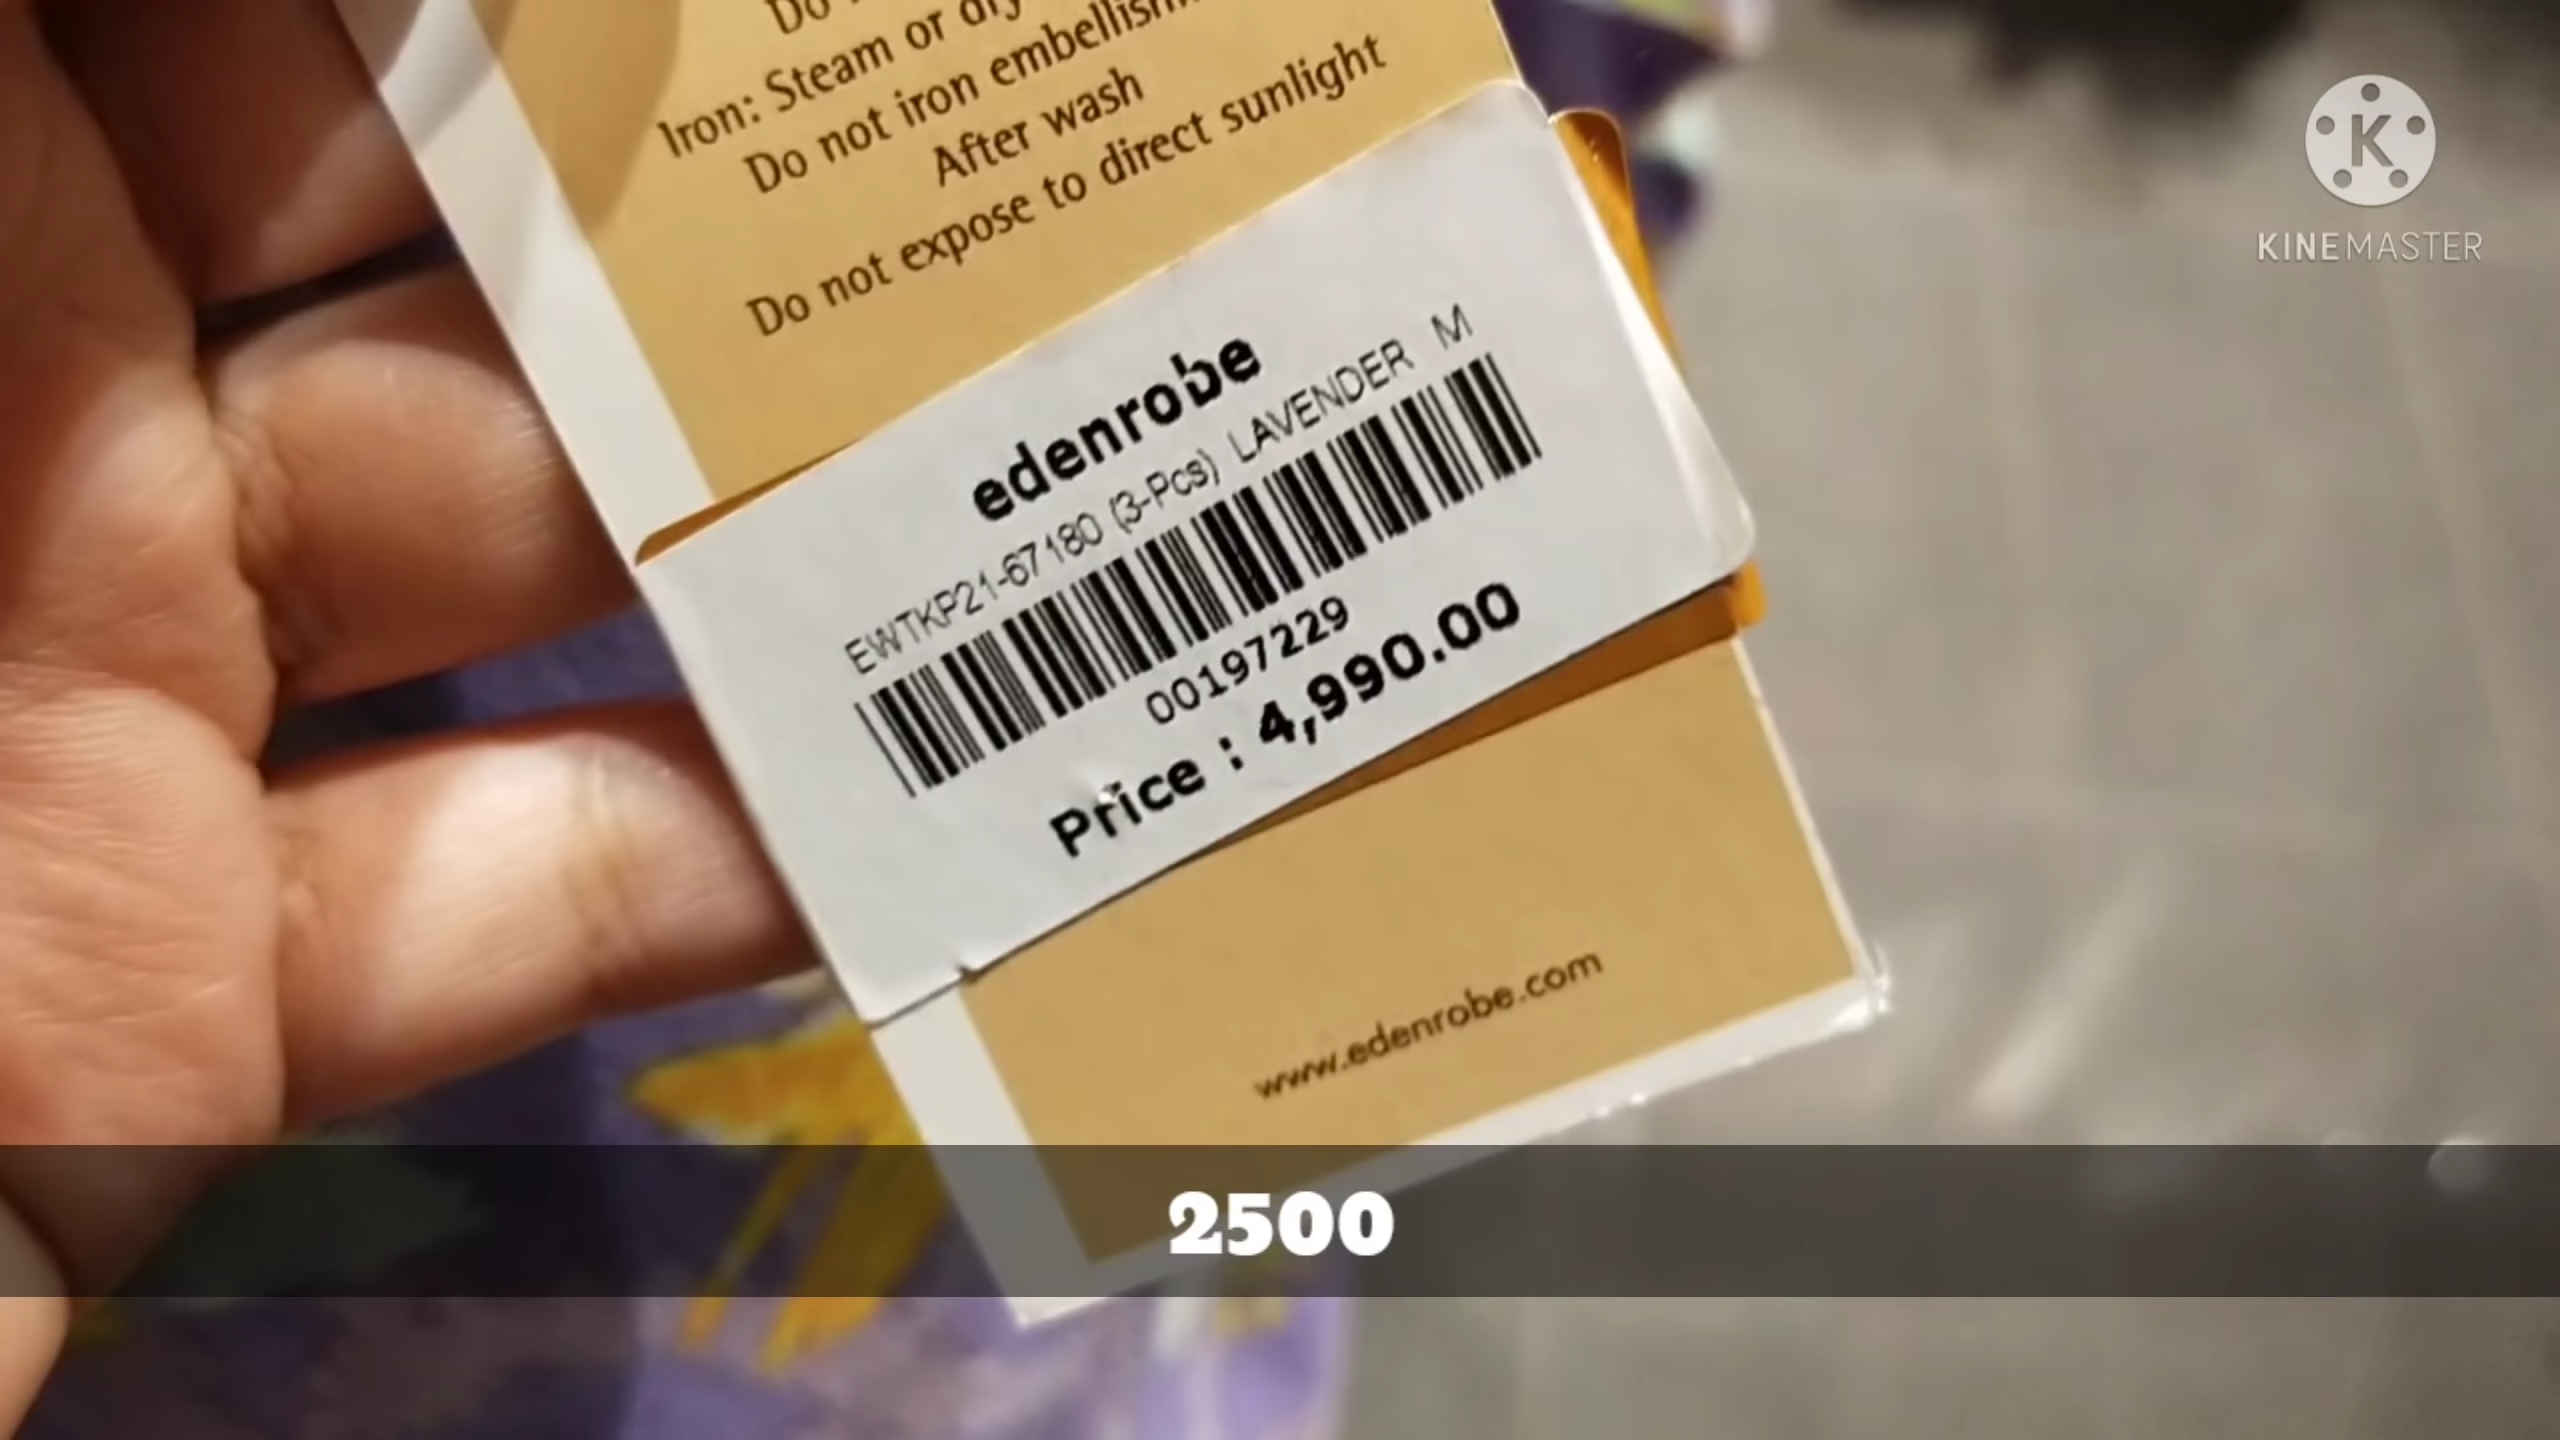 Do
Iron: Steam or dry
Do not iron
After wash
Do not expose to direct sunlight
edenrobe
EWTKP21-67180 (3-Pcs) LAVENDER M
00197229
Price : 4,990.00
www.edenrobe.com
2500
K
KINEMASTER